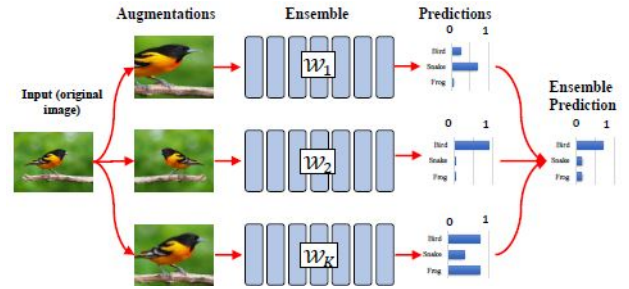 Augmentations Ensemble Predictions
Input (original
image)
𝒲1
𝒲2
𝒲K
0 1
Bird
Snake
Frog
0 1
Bird
Snake
Frog
0 1
Bird
Snake
Frog
Ensemble
Prediction
0 1
Bird
Snake
Frog